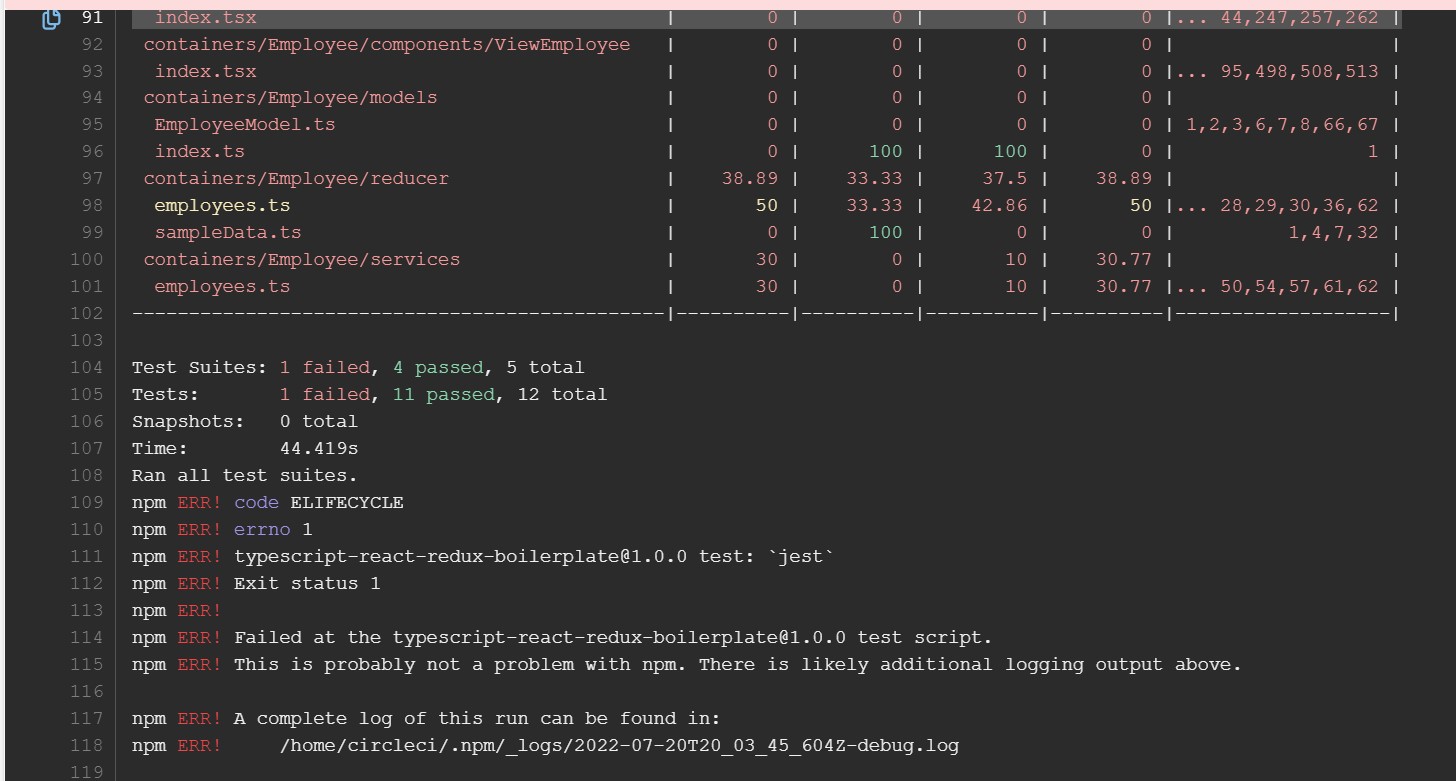 91 index.tsx | 0 | 0 | 0 | 0 |... 44,247,257,262 |
92 containers/Employee/components/ViewEmployee | 0 | 0 | 0 | 0 | |
93 index.tsx | 0 | 0 | 0 | 0 |... 95,498,508,513 |
94 containers/Employee/models | 0 | 0 | 0 | 0 | |
95 EmployeeModel.ts | 0 | 0 | 0 | 0 | 1,2,3,6,7,8,66,67 |
96 index.ts | 0 | 100 | 100 | 0 | 1 |
97 containers/Employee/reducer | 38.89 | 33.33 | 37.5 | 38.89 | |
98 employees.ts | 50 | 33.33 | 42.86 | 50 |... 28,29,30,36,62 |
99 sampleData.ts | 0 | 100 | 0 | 0 | 1,4,7,32 |
100 containers/Employee/services | 30 | 0 | 10 | 30.77 | |
101 employees.ts | 30 | 0 | 10 | 30.77 |... 50,54,57,61,62 |
102 -----------------------------------------------|----------|----------|----------|----------|-------------------|
103
104 Test Suites: 1 failed, 4 passed, 5 total
105 Tests: 1 failed, 11 passed, 12 total
106 Snapshots: 0 total
107 Time: 44.419s
108 Ran all test suites.
109 npm ERR! code ELIFECYCLE
110 npm ERR! errno 1
111 npm ERR! typescript-react-redux-boilerplate@1.0.0 test: `jest`
112 npm ERR! Exit status 1
113 npm ERR!
114 npm ERR! Failed at the typescript-react-redux-boilerplate@1.0.0 test script.
115 npm ERR! This is probably not a problem with npm. There is likely additional logging output above.
116
117 npm ERR! A complete log of this run can be found in:
118 npm ERR! /home/circleci/.npm/_logs/2022-07-20T20_03_45_604Z-debug.log
119